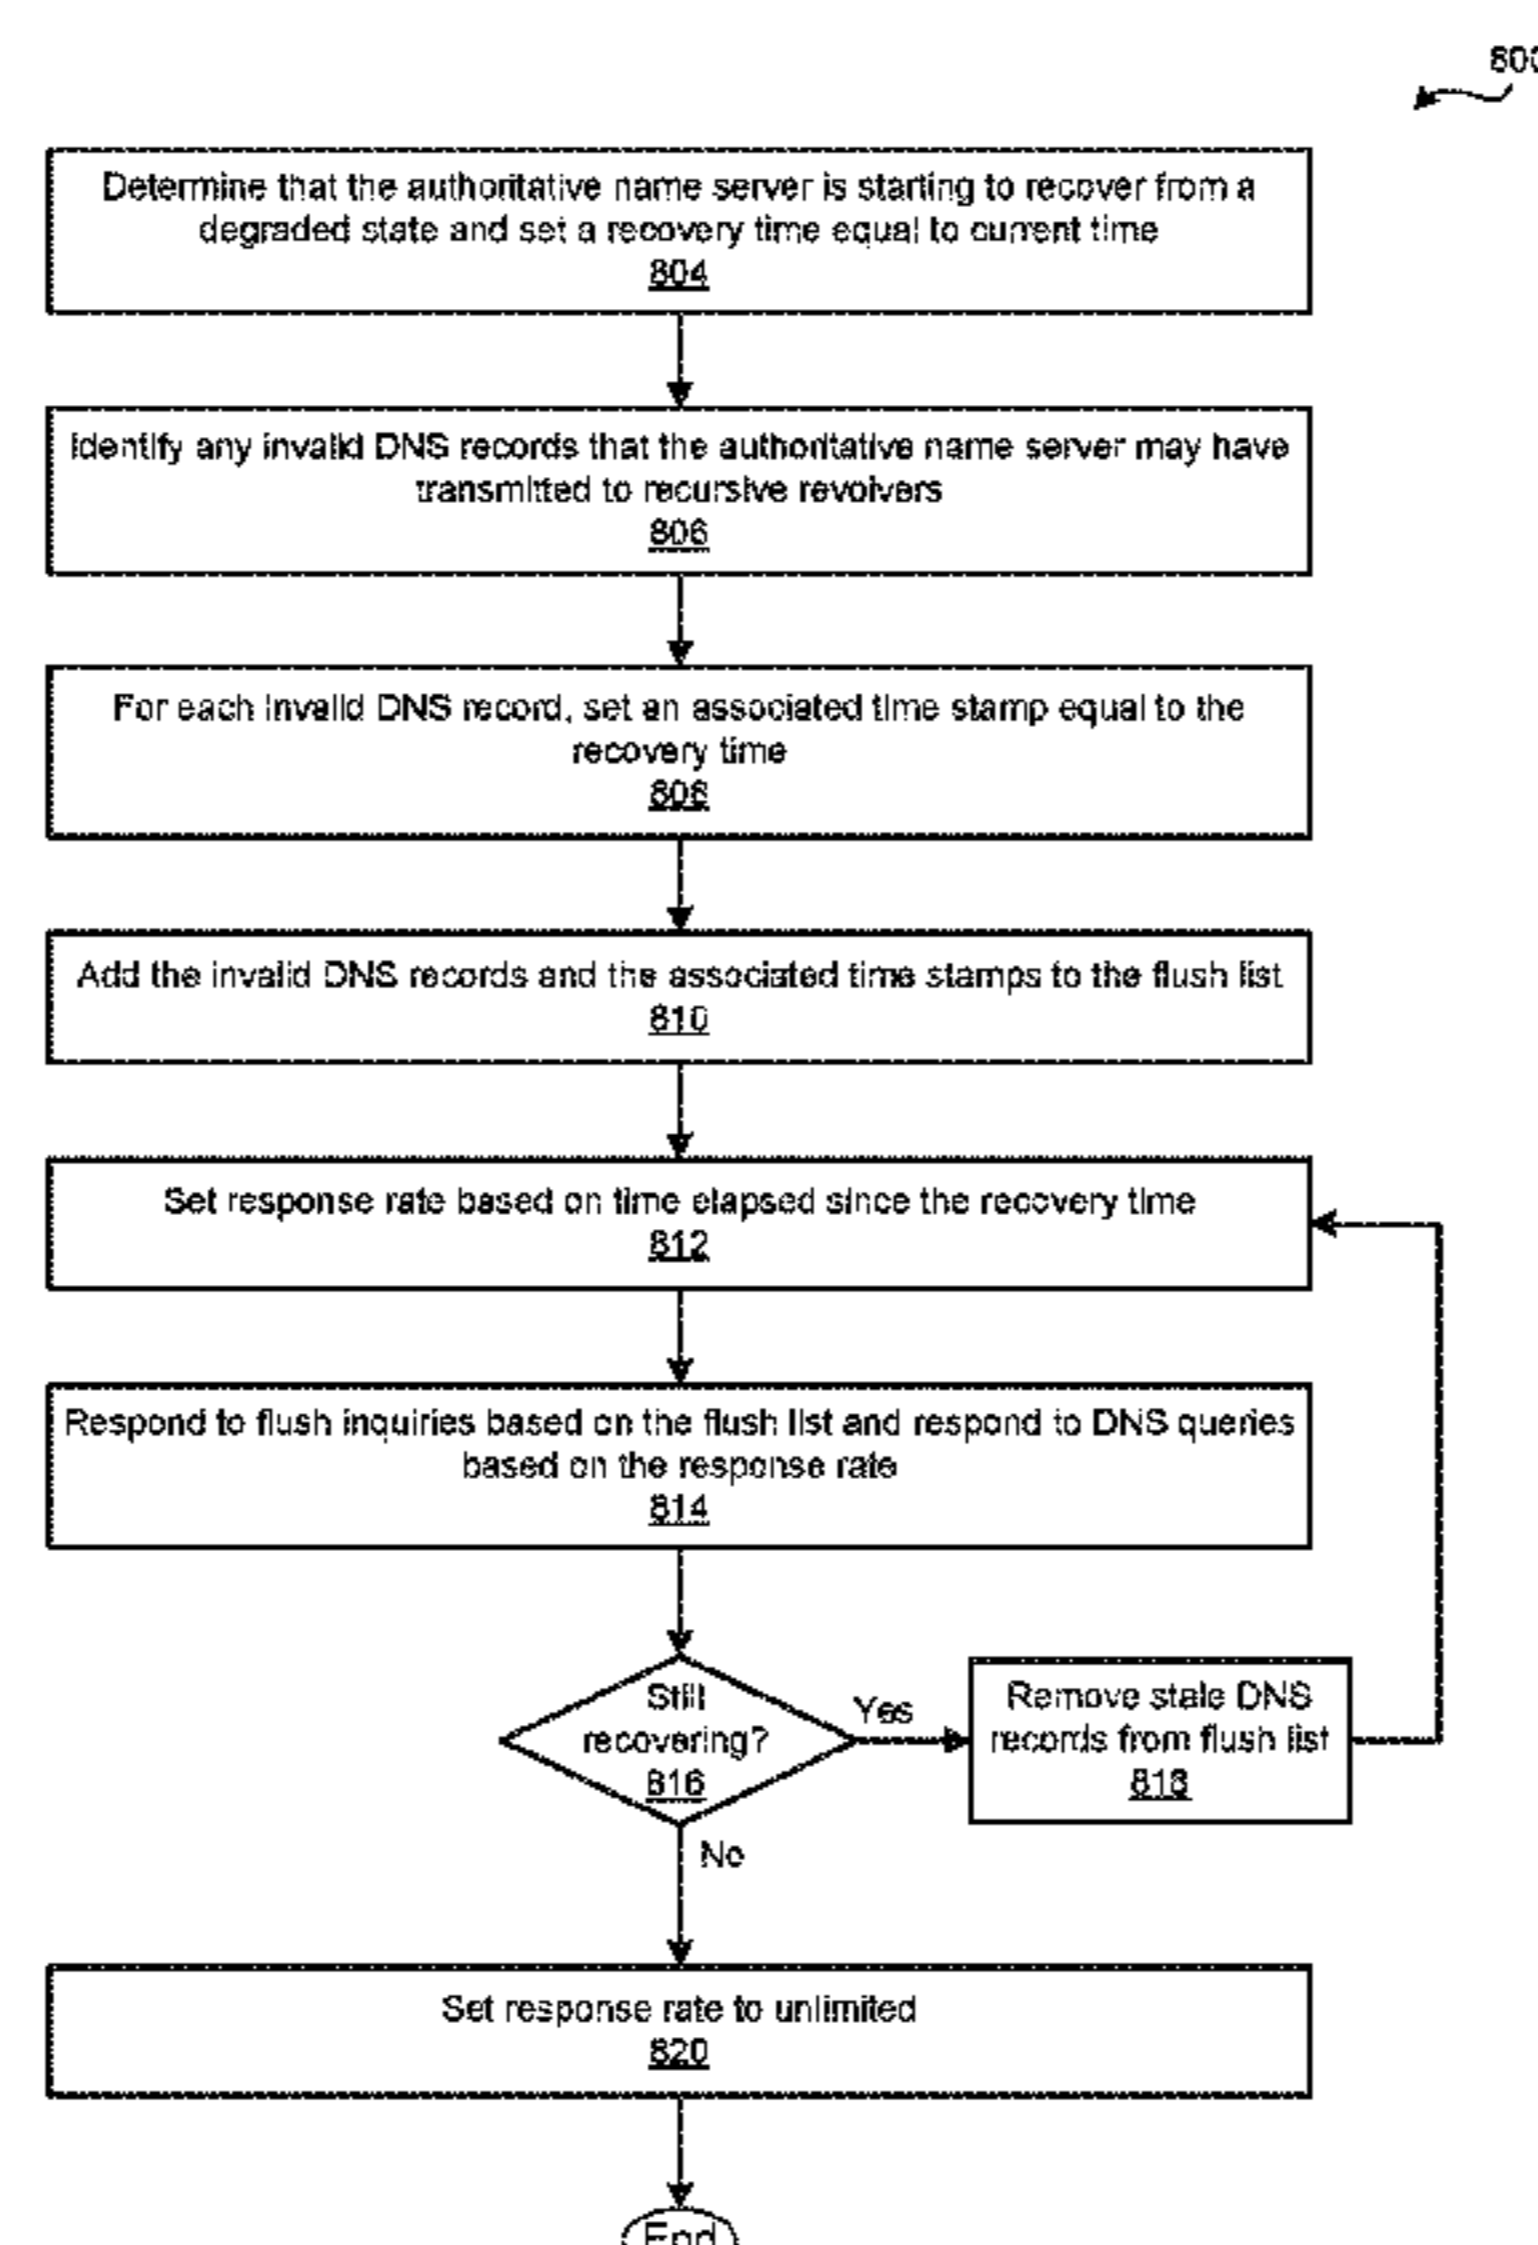 800
Determine that the authoritative name server is starting to recover from a
degraded state and set a recovery time equal to current time
804
Identify any invalid DNS records that the authoritative name server may have
transmitted to recursive revolvers
806
For each invalid DNS record, set an associated time stamp equal to the
recovery time
808
Add the invalid DNS records and the associated time stamps to the flush list
810
Set response rate based on time elapsed since the recovery time
812
Respond to flush inquiries based on the flush list and respond to DNS queries
based on the response rate
814
Still
recovering?
816
Yes
Remove stale DNS
records from flush list
818
No
Set response rate to unlimited
820
End